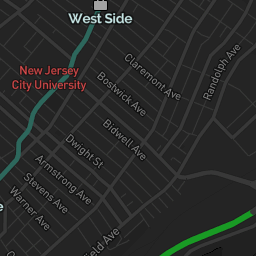 West Side
New Jersey
City University
Claremont Ave
Randolph Ave
Bostwick Ave
Bidwell Ave
Dwight St
Armstrong Ave
Stevens Ave
Warner Ave
Ave